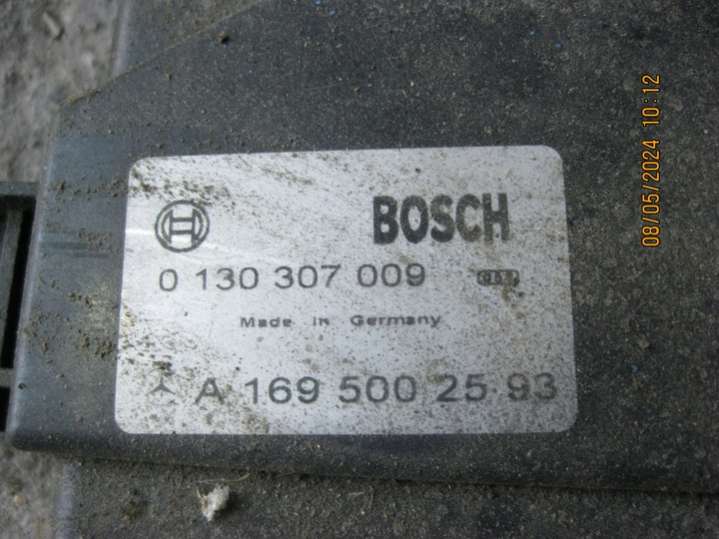 BOSCH
0 130 307 009
Made in Germany
A 169 500 25 93
08/05/2024 10:12